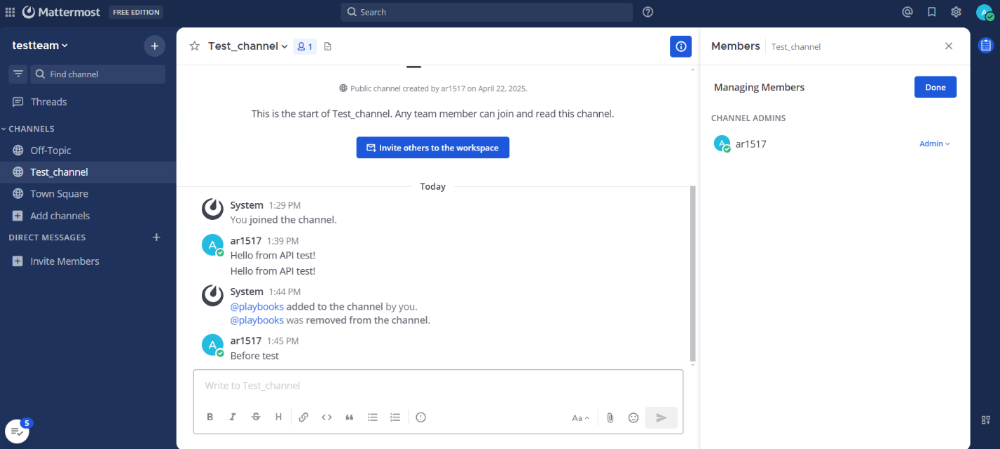 Mattermost
FREE EDITION
Search
A
testteam
Find channel
Threads
CHANNELS
Off-Topic
Test_channel
Town Square
Add channels
DIRECT MESSAGES
Invite Members
5
Test_channel
1
Public channel created by ar1517 on April 22, 2025.
This is the start of Test_channel. Any team member can join and read this channel.
Invite others to the workspace
Today
System 1:29 PM
You joined the channel.
A
ar1517 1:39 PM
Hello from API test!
Hello from API test!
System 1:44 PM
@playbooks added to the channel by you.
@playbooks was removed from the channel.
A
ar1517 1:45 PM
Before test
Write to Test_channel
B I S H
Aa
Members Test_channel
Managing Members
Done
CHANNEL ADMINS
A
ar1517
Admin